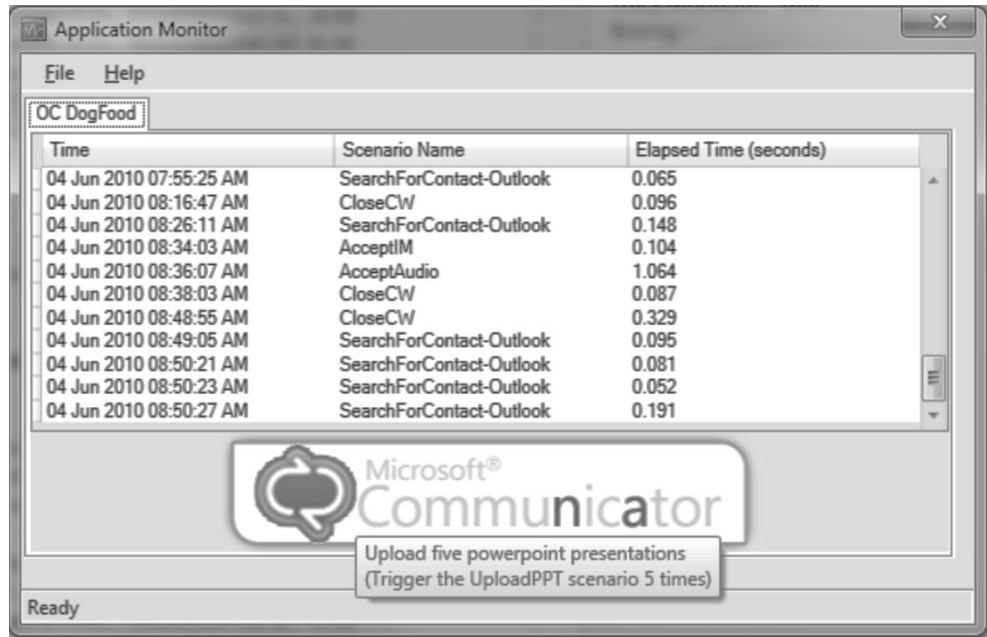 Application Monitor
File Help
OC DogFood
Time Scenario Name Elapsed Time (seconds)
04 Jun 2010 07:55:25 AM SearchForContact-Outlook 0.065
04 Jun 2010 08:16:47 AM CloseCW 0.096
04 Jun 2010 08:26:11 AM SearchForContact-Outlook 0.148
04 Jun 2010 08:34:03 AM AcceptIM 0.104
04 Jun 2010 08:36:07 AM AcceptAudio 1.064
04 Jun 2010 08:38:03 AM CloseCW 0.087
04 Jun 2010 08:48:55 AM CloseCW 0.329
04 Jun 2010 08:49:05 AM SearchForContact-Outlook 0.095
04 Jun 2010 08:50:21 AM SearchForContact-Outlook 0.081
04 Jun 2010 08:50:23 AM SearchForContact-Outlook 0.052
04 Jun 2010 08:50:27 AM SearchForContact-Outlook 0.191
Microsoft®
Communicator
Upload five powerpoint presentations
(Trigger the UploadPPT scenario 5 times)
Ready